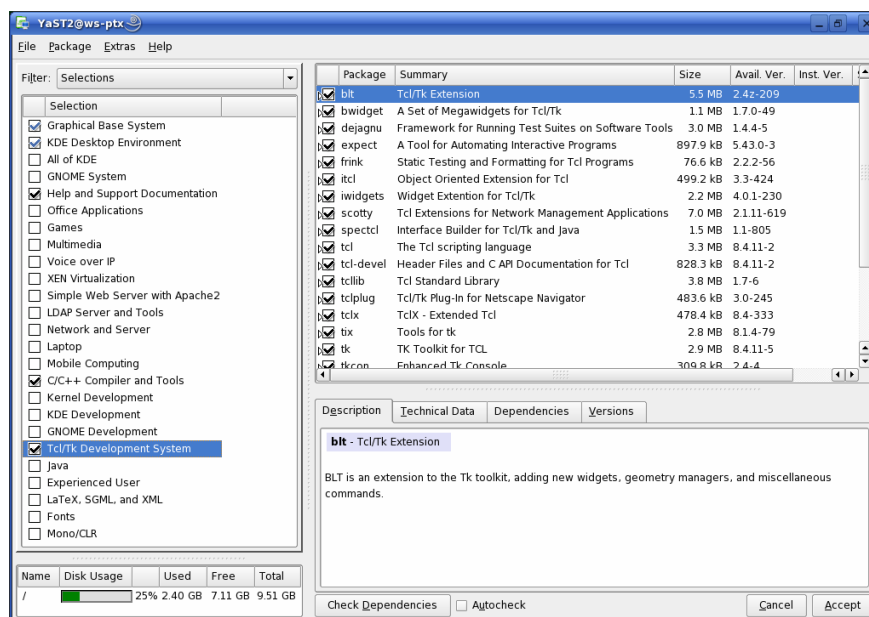 YaST2@ws-ptx
File Package Extras Help
Filter: Selections
Selection
Graphical Base System
KDE Desktop Environment
All of KDE
GNOME System
Help and Support Documentation
Office Applications
Games
Multimedia
Voice over IP
XEN Virtualization
Simple Web Server with Apache2
LDAP Server and Tools
Network and Server
Laptop
Mobile Computing
C/C++ Compiler and Tools
Kernel Development
KDE Development
GNOME Development
Tcl/Tk Development System
Java
Experienced User
LaTeX, SGML, and XML
Fonts
Mono/CLR
Name Disk Usage Used Free Total
/ 25% 2.40 GB 7.11 GB 9.51 GB
Package Summary Size Avail. Ver. Inst. Ver.
blt Tcl/Tk Extension 5.5 MB 2.4z-209
bwidget A Set of Megawidgets for Tcl/Tk 1.1 MB 1.7.0-49
dejagnu Framework for Running Test Suites on Software Tools 3.0 MB 1.4.4-5
expect A Tool for Automating Interactive Programs 897.9 kB 5.43.0-3
frink Static Testing and Formatting for Tcl Programs 76.6 kB 2.2.2-56
itcl Object Oriented Extension for Tcl 499.2 kB 3.3-424
iwidgets Widget Extention for Tcl/Tk 2.2 MB 4.0.1-230
scotty Tcl Extensions for Network Management Applications 7.0 MB 2.1.11-619
spectcl Interface Builder for Tcl/Tk and Java 1.5 MB 1.1-805
tcl The Tcl scripting language 3.3 MB 8.4.11-2
tcl-devel Header Files and C API Documentation for Tcl 828.3 kB 8.4.11-2
tcllib Tcl Standard Library 3.8 MB 1.7-6
tclplug Tcl/Tk Plug-In for Netscape Navigator 483.6 kB 3.0-245
tclx TclX - Extended Tcl 478.4 kB 8.4-333
tix Tools for tk 2.8 MB 8.1.4-79
tk TK Toolkit for TCL 2.9 MB 8.4.11-5
tkcon Enhanced Tk Console 309.8 kB 2.4-4
Description Technical Data Dependencies Versions
blt - Tcl/Tk Extension
BLT is an extension to the Tk toolkit, adding new widgets, geometry managers, and miscellaneous
commands.
Check Dependencies Autocheck Cancel Accept